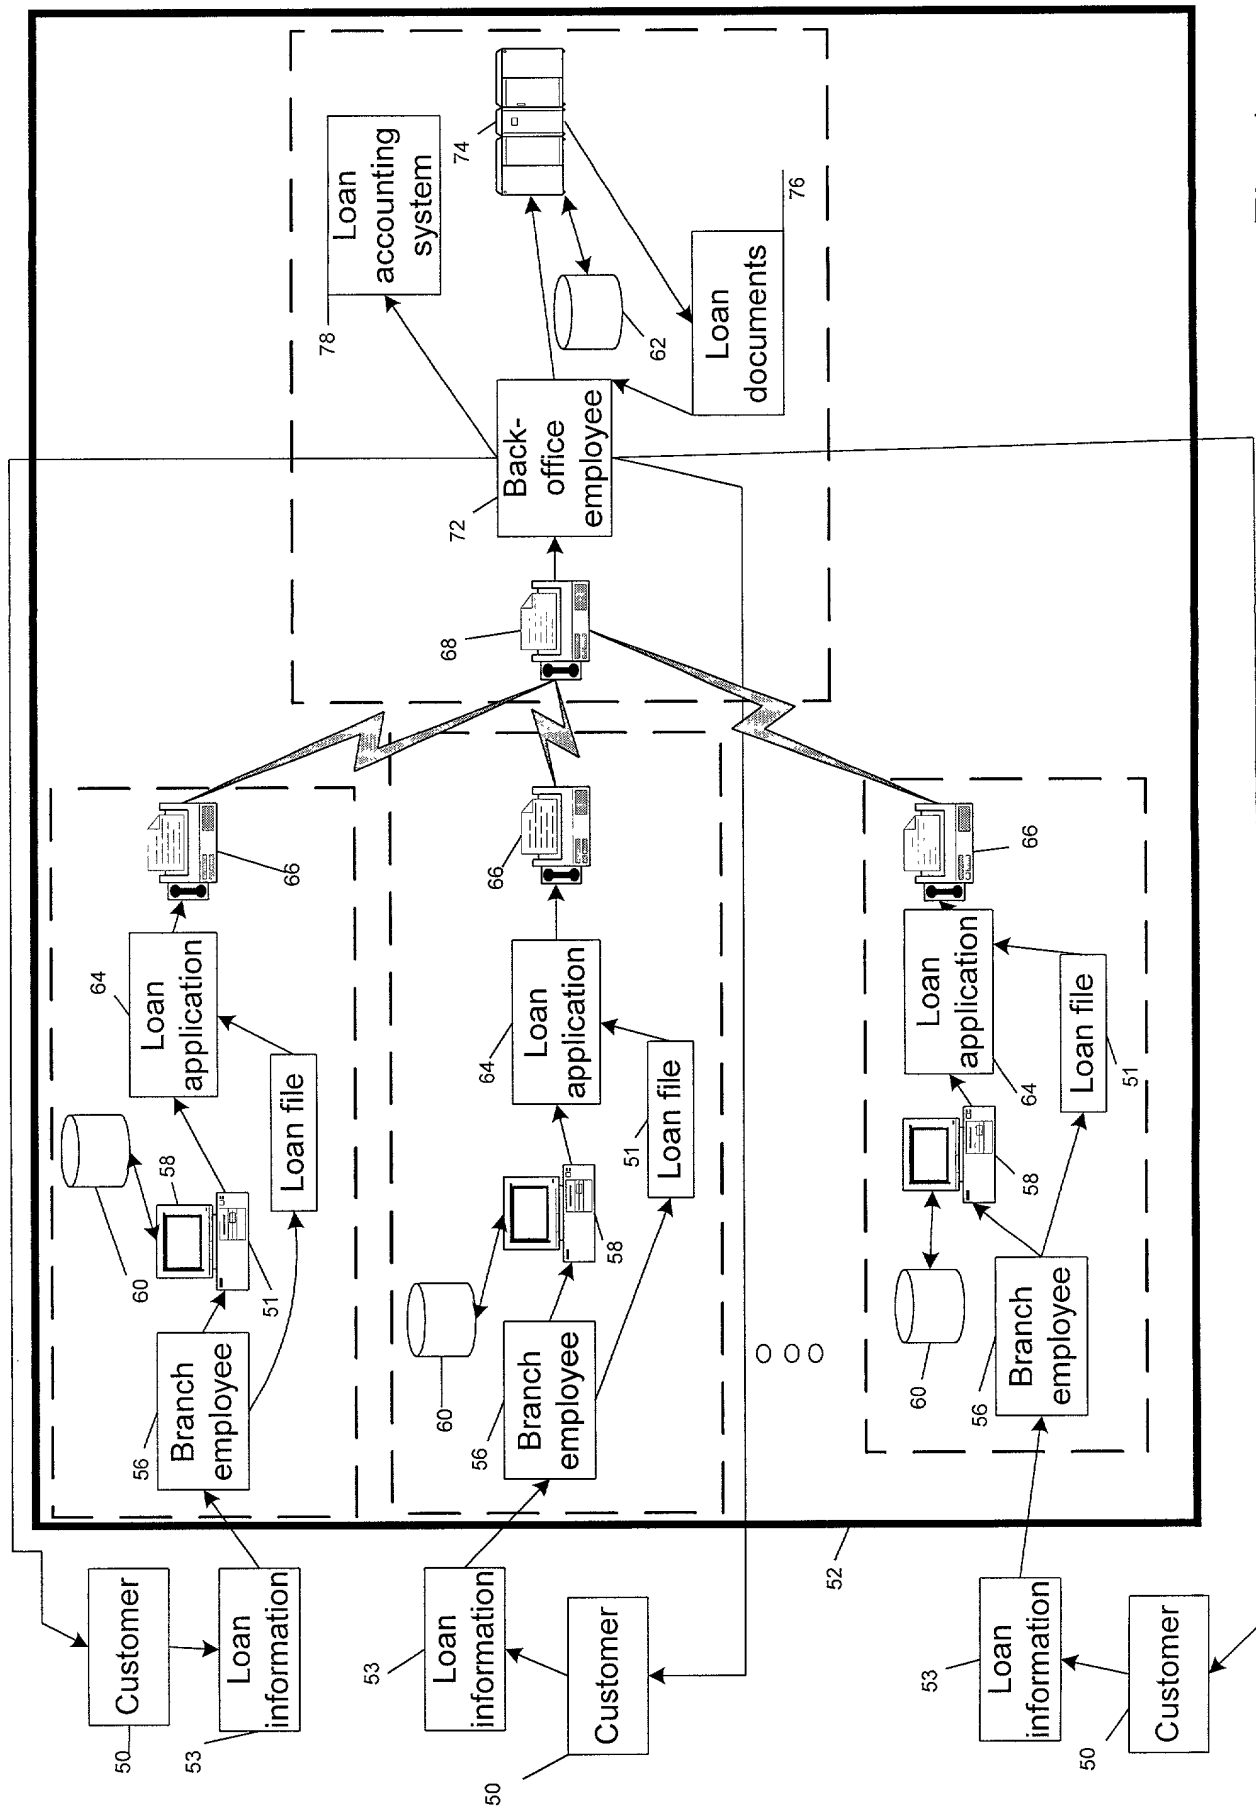 Customer
50
Loan
information
53
Branch
employee
56
60
58
51
Loan file
Loan
application
64
66
Loan
information
53
Customer
50
Branch
employee
56
60
58
51
Loan file
Loan
application
64
66
52
Loan
information
53
Customer
50
Branch
employee
56
60
58
Loan file
51
Loan
application
64
66
68
Back-
office
employee
72
Loan
accounting
system
78
74
62
Loan
documents
76